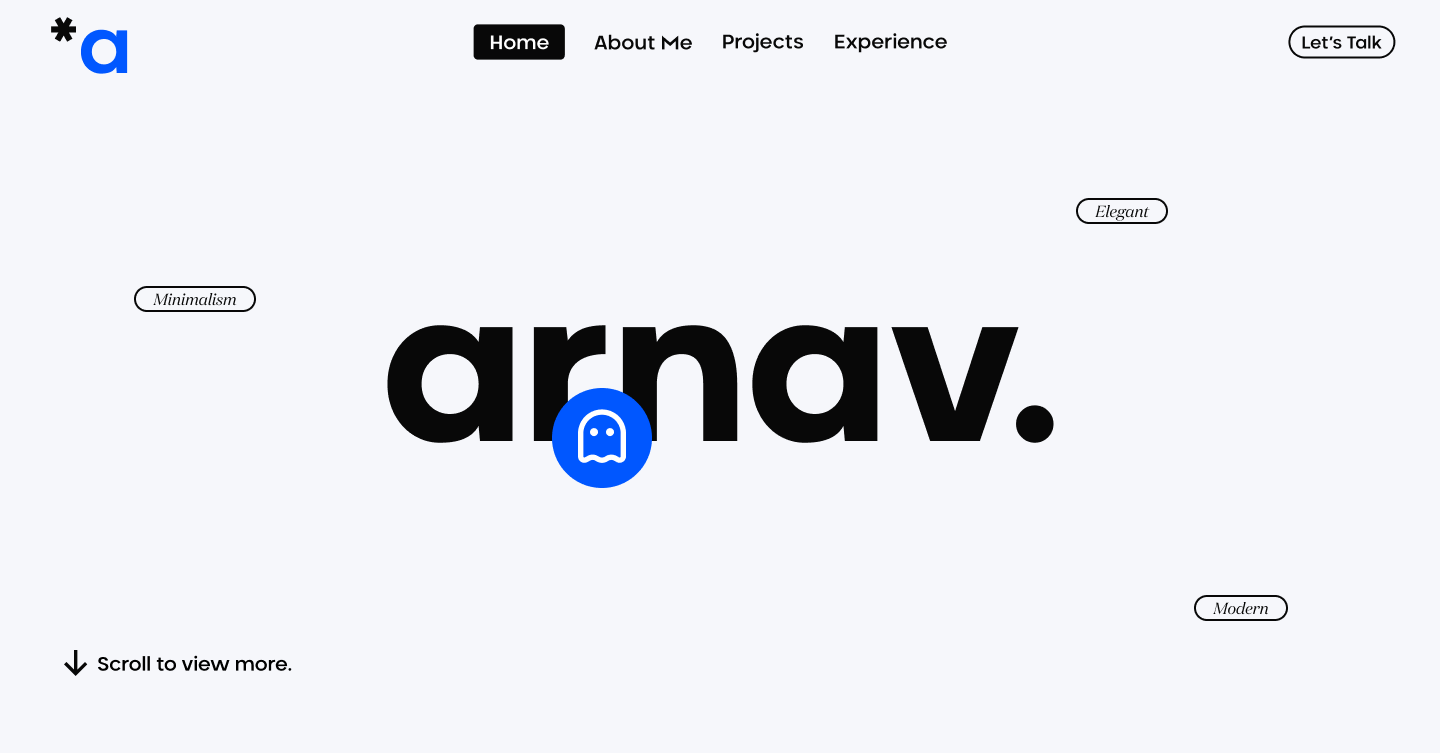 *a
Home
About Me
Projects
Experience
Let's Talk
Elegant
Minimalism
arnav.
Modern
Scroll to view more.